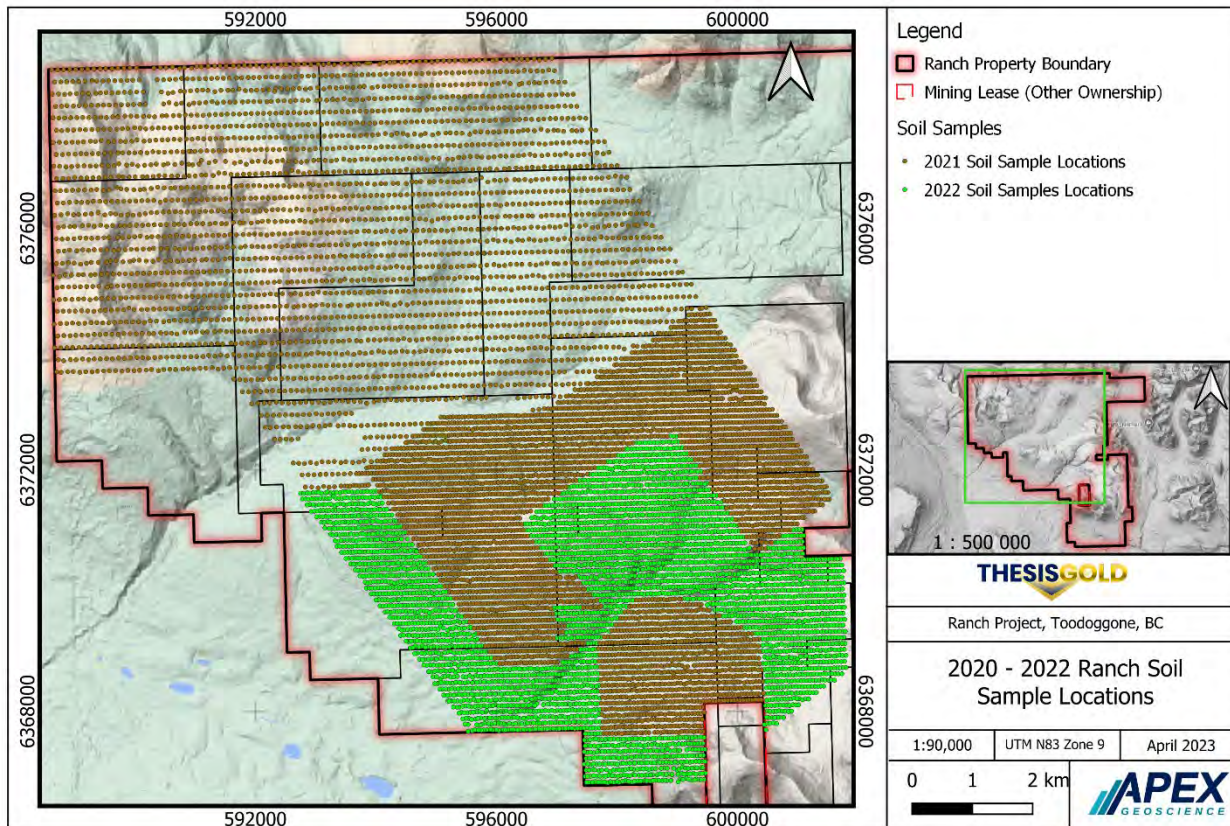 592000 596000 600000
6376000
6372000
6368000
6376000
6372000
6368000
592000 596000 600000
Legend
Ranch Property Boundary
Mining Lease (Other Ownership)
Soil Samples
2021 Soil Sample Locations
2022 Soil Samples Locations
1 : 500 000
THESISGOLD
Ranch Project, Toodoggone, BC
2020 - 2022 Ranch Soil
Sample Locations
1:90,000 UTM N83 Zone 9 April 2023
0 1 2 km
APEX
GEOSCIENCE